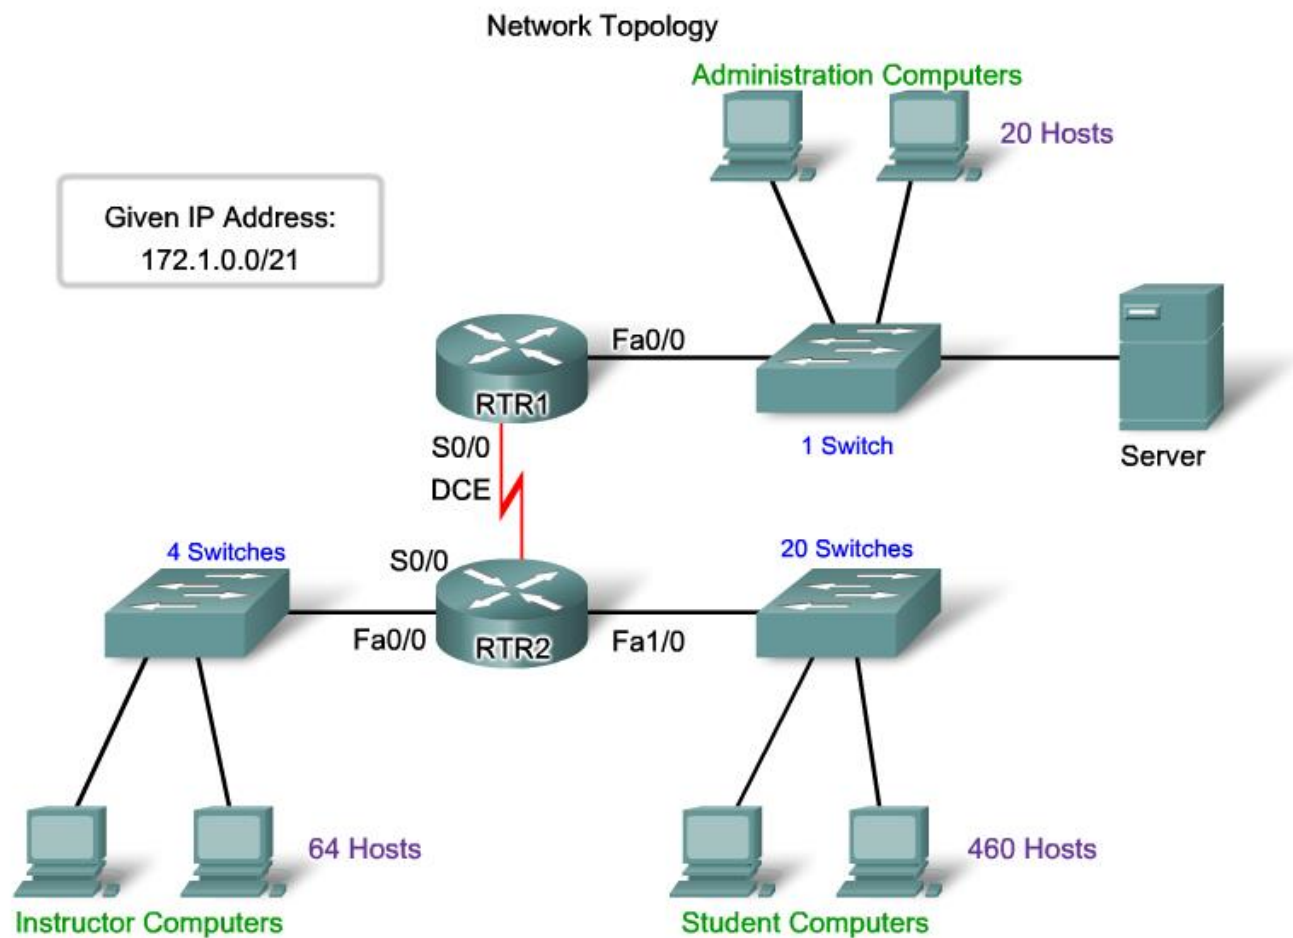 Network Topology
Administration Computers
20 Hosts
Given IP Address:
172.1.0.0/21
Fa0/0
RTR1
S0/0
DCE
1 Switch
Server
4 Switches
S0/0
20 Switches
Fa0/0
RTR2
Fa1/0
64 Hosts
460 Hosts
Instructor Computers
Student Computers